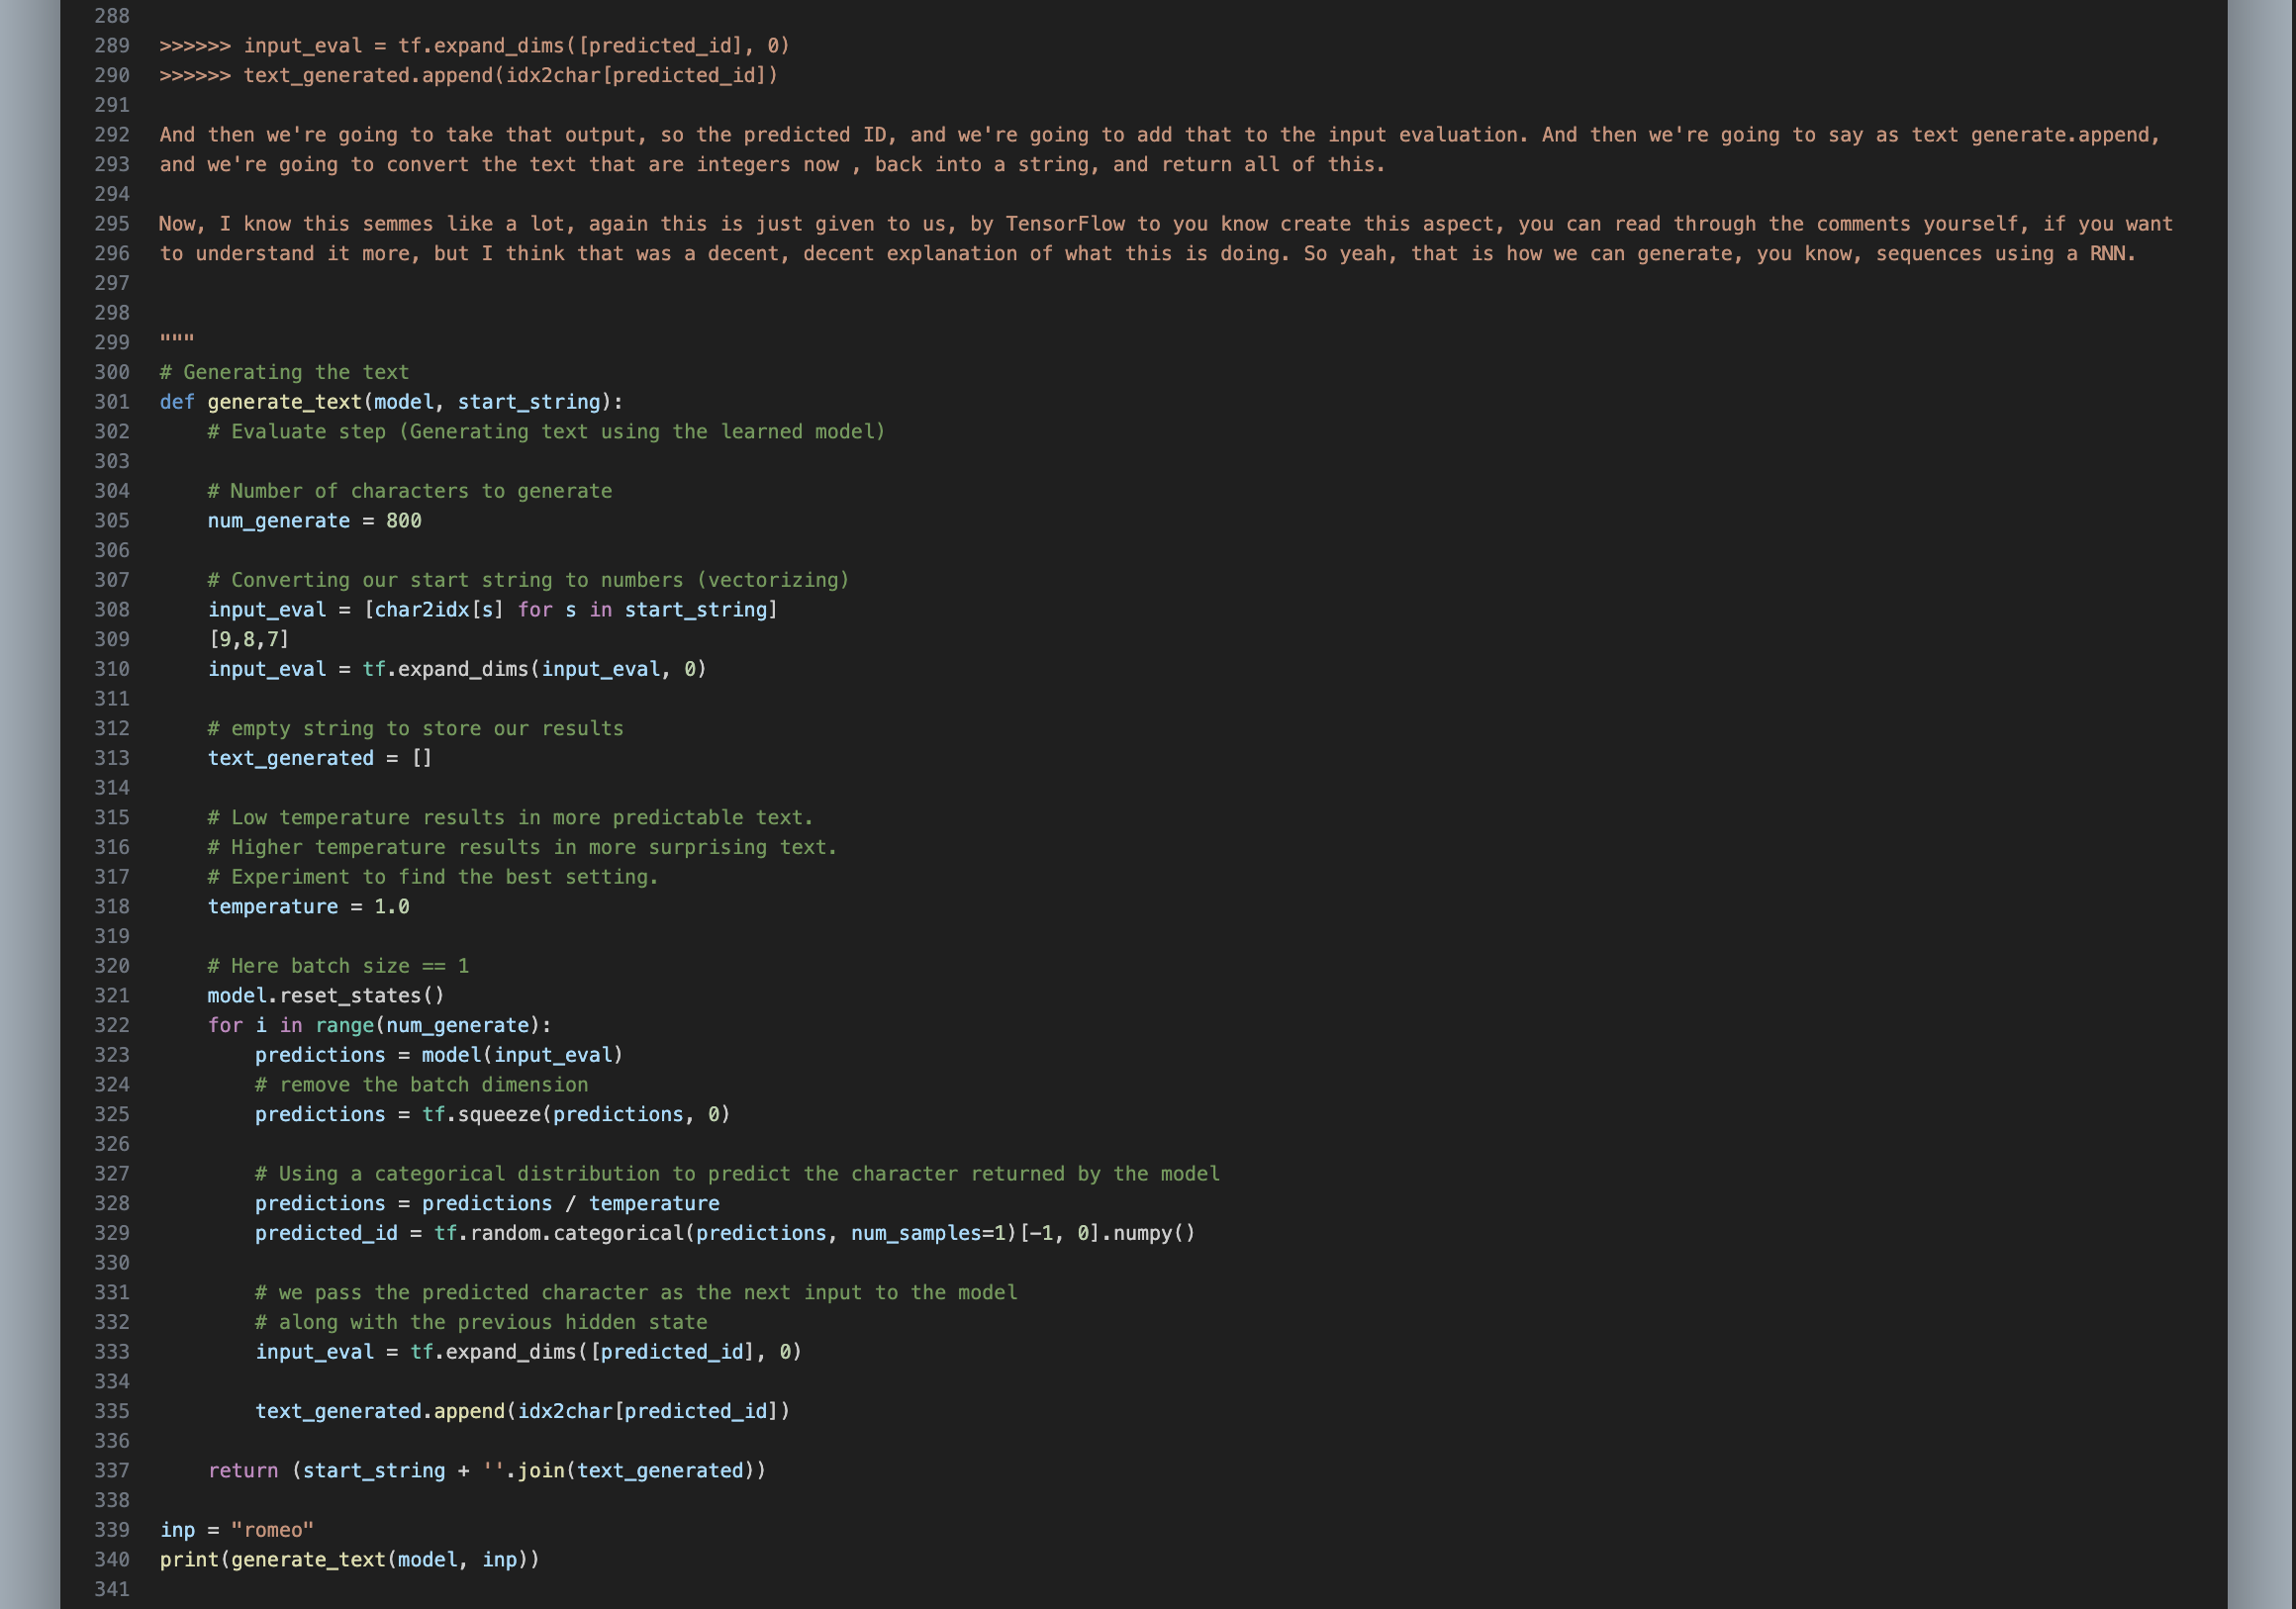 288
289 >>>>>> input_eval = tf.expand_dims([predicted_id], 0)
290 >>>>>> text_generated.append(idx2char[predicted_id])
291
292 And then we're going to take that output, so the predicted ID, and we're going to add that to the input evaluation. And then we're going to say as text generate.append,
293 and we're going to convert the text that are integers now , back into a string, and return all of this.
294
295 Now, I know this semmes like a lot, again this is just given to us, by TensorFlow to you know create this aspect, you can read through the comments yourself, if you want
296 to understand it more, but I think that was a decent, decent explanation of what this is doing. So yeah, that is how we can generate, you know, sequences using a RNN.
297
298
299 """
300 # Generating the text
301 def generate_text(model, start_string):
302     # Evaluate step (Generating text using the learned model)
303
304     # Number of characters to generate
305     num_generate = 800
306
307     # Converting our start string to numbers (vectorizing)
308     input_eval = [char2idx[s] for s in start_string]
309     [9,8,7]
310     input_eval = tf.expand_dims(input_eval, 0)
311
312     # empty string to store our results
313     text_generated = []
314
315     # Low temperature results in more predictable text.
316     # Higher temperature results in more surprising text.
317     # Experiment to find the best setting.
318     temperature = 1.0
319
320     # Here batch size == 1
321     model.reset_states()
322     for i in range(num_generate):
323         predictions = model(input_eval)
324         # remove the batch dimension
325         predictions = tf.squeeze(predictions, 0)
326
327         # Using a categorical distribution to predict the character returned by the model
328         predictions = predictions / temperature
329         predicted_id = tf.random.categorical(predictions, num_samples=1)[-1, 0].numpy()
330
331         # we pass the predicted character as the next input to the model
332         # along with the previous hidden state
333         input_eval = tf.expand_dims([predicted_id], 0)
334
335         text_generated.append(idx2char[predicted_id])
336
337     return (start_string + ''.join(text_generated))
338
339 inp = "romeo"
340 print(generate_text(model, inp))
341